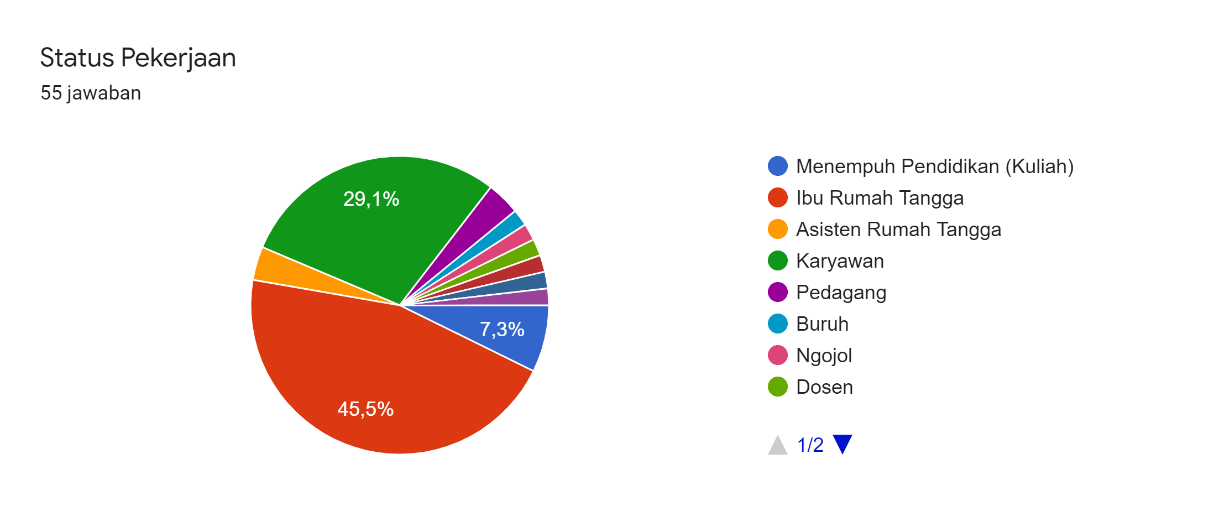 Status Pekerjaan
55 jawaban
29,1%
7,3%
45,5%
Menempuh Pendidikan (Kuliah)
Ibu Rumah Tangga
Asisten Rumah Tangga
Karyawan
Pedagang
Buruh
Ngojol
Dosen
1/2